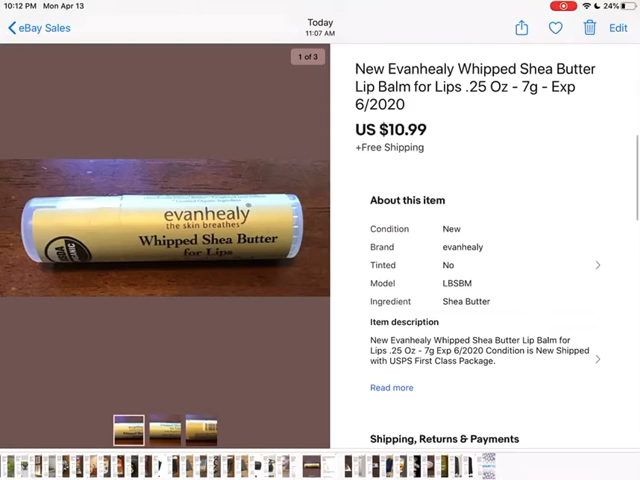 10:12 PM Mon Apr 13
24%
eBay Sales
Today
11:07 AM
Edit
1 of 3
evanhealy
the skin breathes
Whipped Shea Butter
for Lips
New Evanhealy Whipped Shea Butter
Lip Balm for Lips .25 Oz - 7g - Exp
6/2020
US $10.99
+Free Shipping
About this item
Condition New
Brand evanhealy
Tinted No
Model LBSBM
Ingredient Shea Butter
Item description
New Evanhealy Whipped Shea Butter Lip Balm for
Lips .25 Oz - 7g Exp 6/2020 Condition is New Shipped
with USPS First Class Package.
Read more
Shipping, Returns & Payments